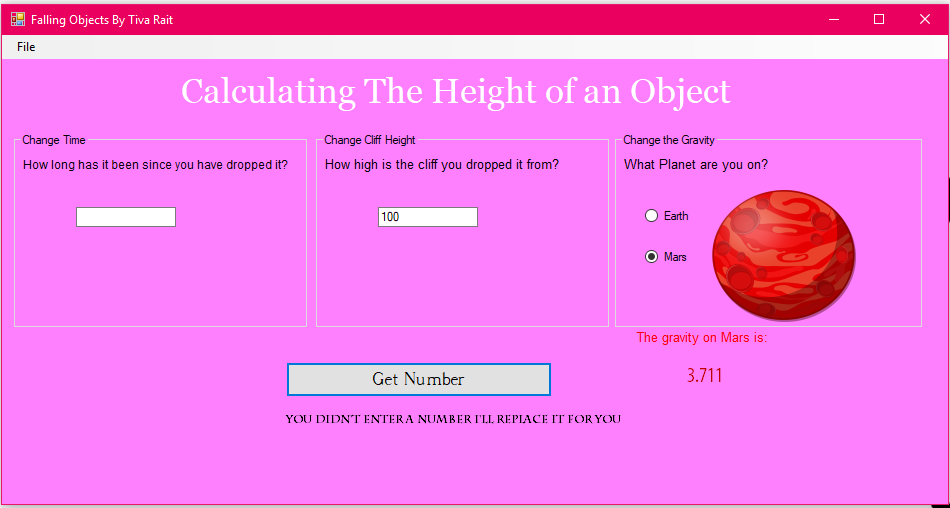 Falling Objects By Tiva Rait
File
Calculating The Height of an Object
Change Time
How long has it been since you have dropped it?
Change Cliff Height
How high is the cliff you dropped it from?
100
Change the Gravity
What Planet are you on?
Earth
Mars
The gravity on Mars is:
3.711
Get Number
YOU DIDN'T ENTER A NUMBER I'LL REPLACE IT FOR YOU